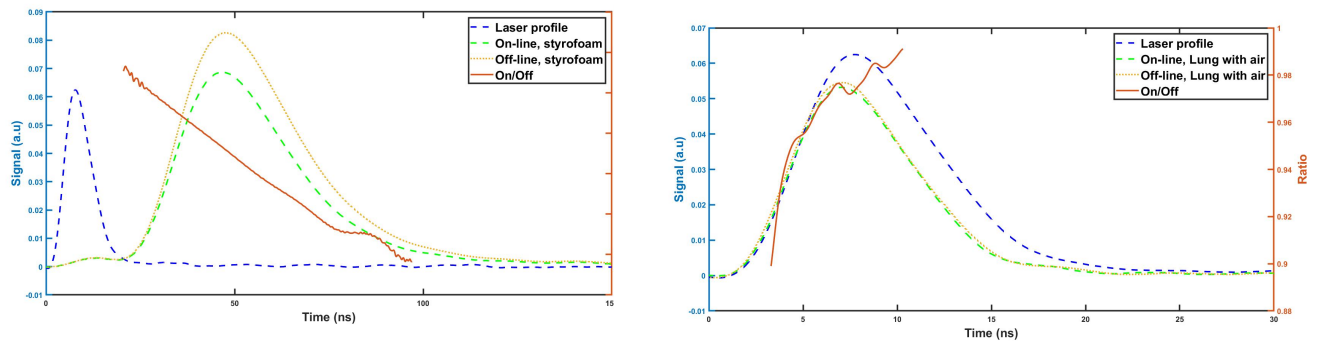 0.09
0.08
0.07
0.06
0.05
0.04
0.03
0.02
0.01
0
-0.01
Signal (a.u)
0
50
100
15
Time (ns)
Laser profile
On-line, styrofoam
Off-line, styrofoam
On/Off
0.07
0.06
0.05
0.04
0.03
0.02
0.01
0
-0.01
Signal (a.u)
0
5
10
15
20
25
30
Time (ns)
Laser profile
On-line, Lung with air
Off-line, Lung with air
On/Off
1
0.98
0.96
0.94
0.92
0.9
0.88
Ratio